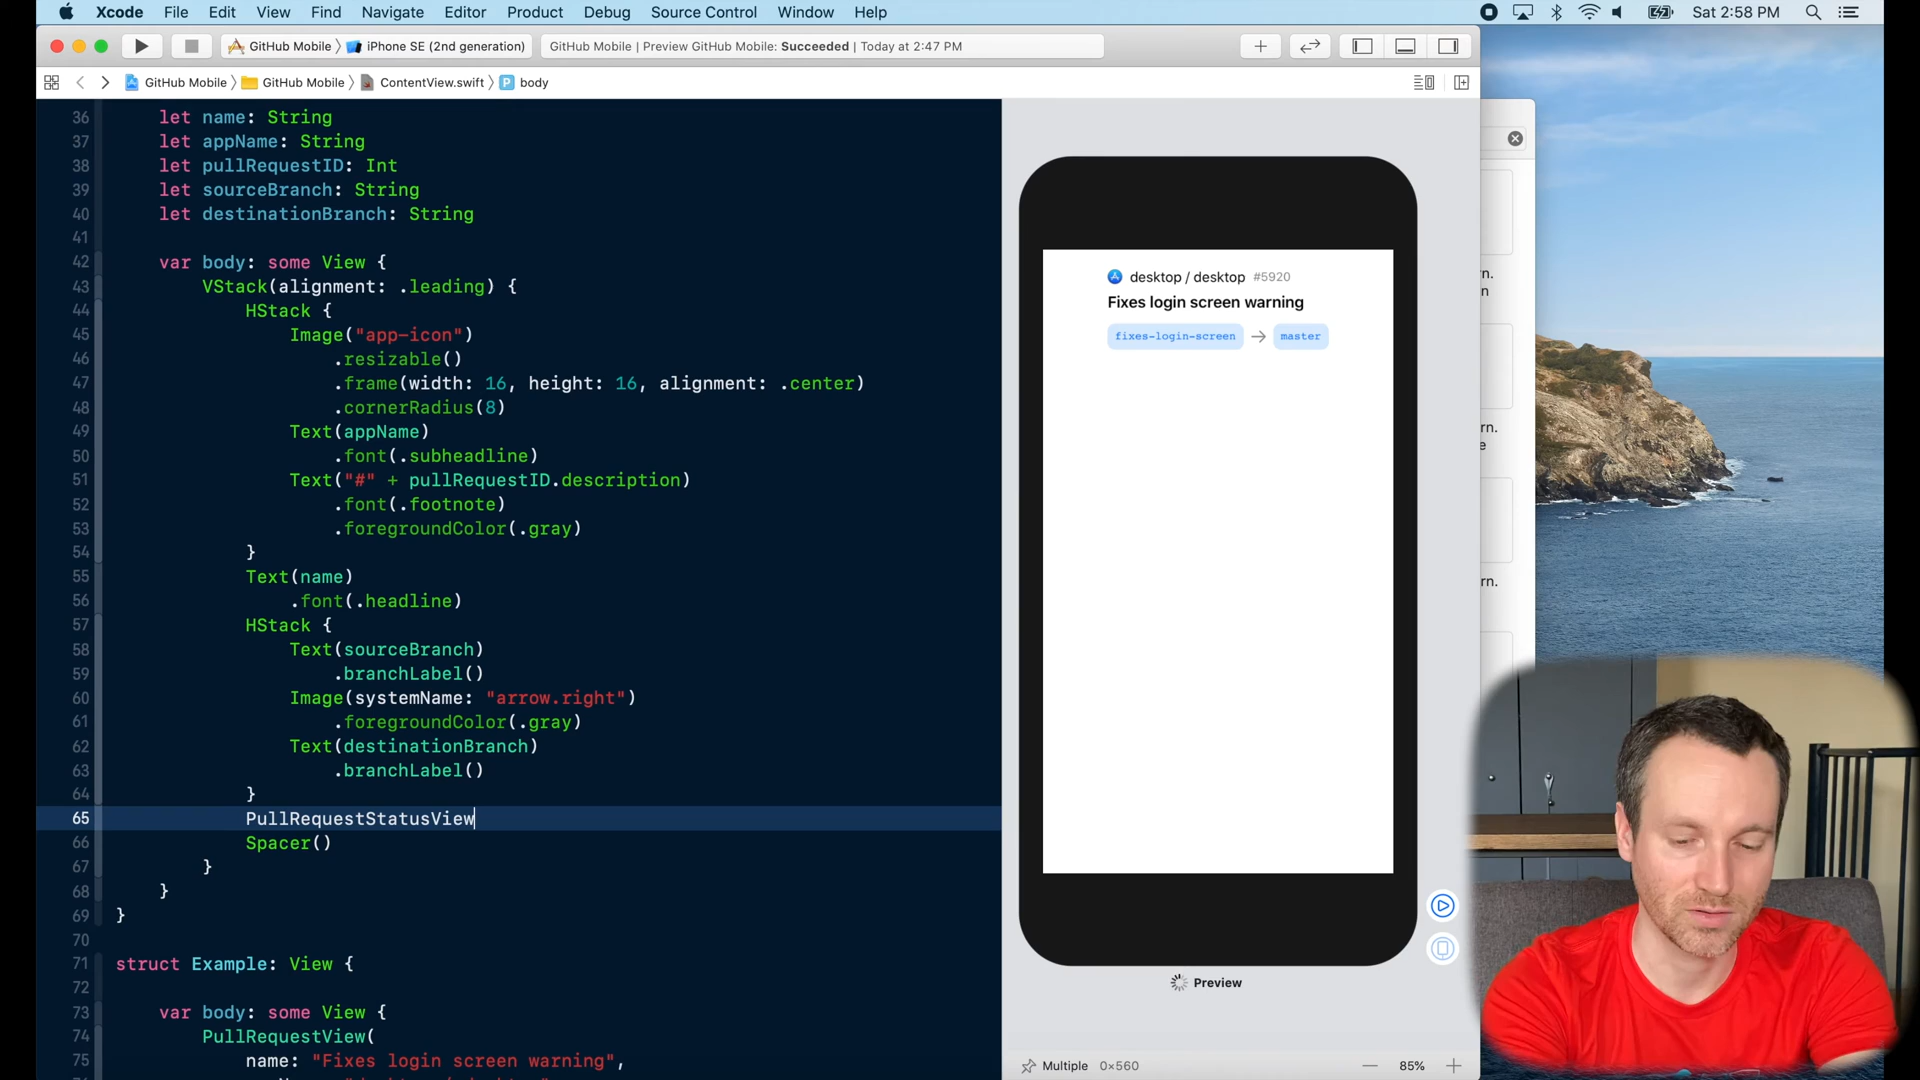 Xcode File Edit View Find Navigate Editor Product Debug Source Control Window Help
Sat 2:58 PM
GitHub Mobile 〉 iPhone SE (2nd generation)
GitHub Mobile | Preview GitHub Mobile: Succeeded | Today at 2:47 PM
GitHub Mobile 〉 GitHub Mobile 〉 ContentView.swift 〉 P body
36 let name: String
37 let appName: String
38 let pullRequestID: Int
39 let sourceBranch: String
40 let destinationBranch: String
41
42 var body: some View {
43 VStack(alignment: .leading) {
44 HStack {
45 Image("app-icon")
46 .resizable()
47 .frame(width: 16, height: 16, alignment: .center)
48 .cornerRadius(8)
49 Text(appName)
50 .font(.subheadline)
51 Text("#" + pullRequestID.description)
52 .font(.footnote)
53 .foregroundColor(.gray)
54 }
55 Text(name)
56 .font(.headline)
57 HStack {
58 Text(sourceBranch)
59 .branchLabel()
60 Image(systemName: "arrow.right")
61 .foregroundColor(.gray)
62 Text(destinationBranch)
63 .branchLabel()
64 }
65 PullRequestStatusView
66 Spacer()
67 }
68 }
69 }
70
71 struct Example: View {
72
73 var body: some View {
74 PullRequestView(
75 name: "Fixes login screen warning",
desktop / desktop #5920
Fixes login screen warning
fixes-login-screen → master
Preview
Multiple 0×560
85%
rn.
rn.
rn.